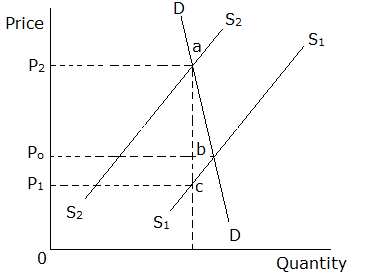 D
Price
S₂
S₁
a
P₂
P₀
b
P₁
c
S₂
S₁
D
0
Quantity